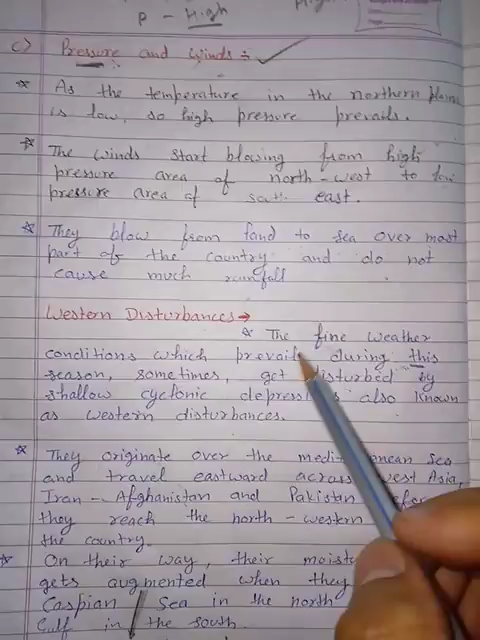 P - High
c) Pressure and winds :-
* As the temperature in the northern plains
is low, so high pressure prevails.
* The winds start blowing from high
pressure area of north-west to low
pressure area of south east.
* They blow from land to sea over most
part of the country and do not
cause much rainfall
Western Disturbances →
* The fine weather
conditions which prevails during this
season, sometimes, get disturbed by
shallow cyclonic depressions also known
as western disturbances.
* They originate over the mediterranean sea
and travel eastward across west Asia,
Iran - Afghanistan and Pakistan before
they reach the north - western
the country.
* On their way, their
gets augmented when they
Caspian Sea in the north
Gulf in the south.